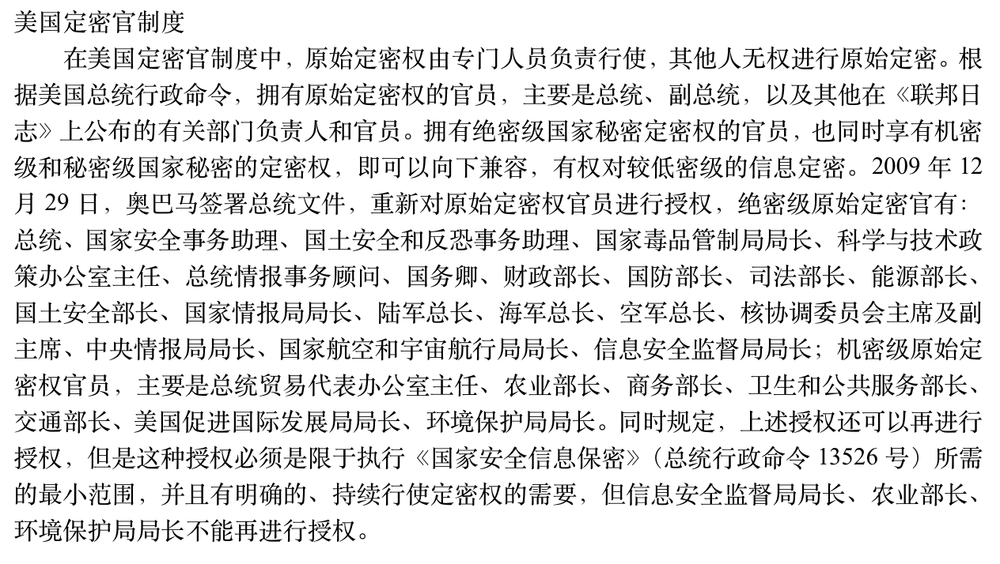 美国定密官制度
在美国定密官制度中，原始定密权由专门人员负责行使，其他人无权进行原始定密。根
据美国总统行政命令，拥有原始定密权的官员，主要是总统、副总统，以及其他在《联邦日
志》上公布的有关部门负责人和官员。拥有绝密级国家秘密定密权的官员，也同时享有机密
级和秘密级国家秘密的定密权，即可以向下兼容，有权对较低密级的信息定密。2009 年 12
月 29 日，奥巴马签署总统文件，重新对原始定密权官员进行授权，绝密级原始定密官有：
总统、国家安全事务助理、国土安全和反恐事务助理、国家毒品管制局局长、科学与技术政
策办公室主任、总统情报事务顾问、国务卿、财政部长、国防部长、司法部长、能源部长、
国土安全部长、国家情报局局长、陆军总长、海军总长、空军总长、核协调委员会主席及副
主席、中央情报局局长、国家航空和宇宙航行局局长、信息安全监督局局长；机密级原始定
密权官员，主要是总统贸易代表办公室主任、农业部长、商务部长、卫生和公共服务部长、
交通部长、美国促进国际发展局局长、环境保护局局长。同时规定，上述授权还可以再进行
授权，但是这种授权必须是限于执行《国家安全信息保密》（总统行政命令 13526 号）所需
的最小范围，并且有明确的、持续行使定密权的需要，但信息安全监督局局长、农业部长、
环境保护局局长不能再进行授权。